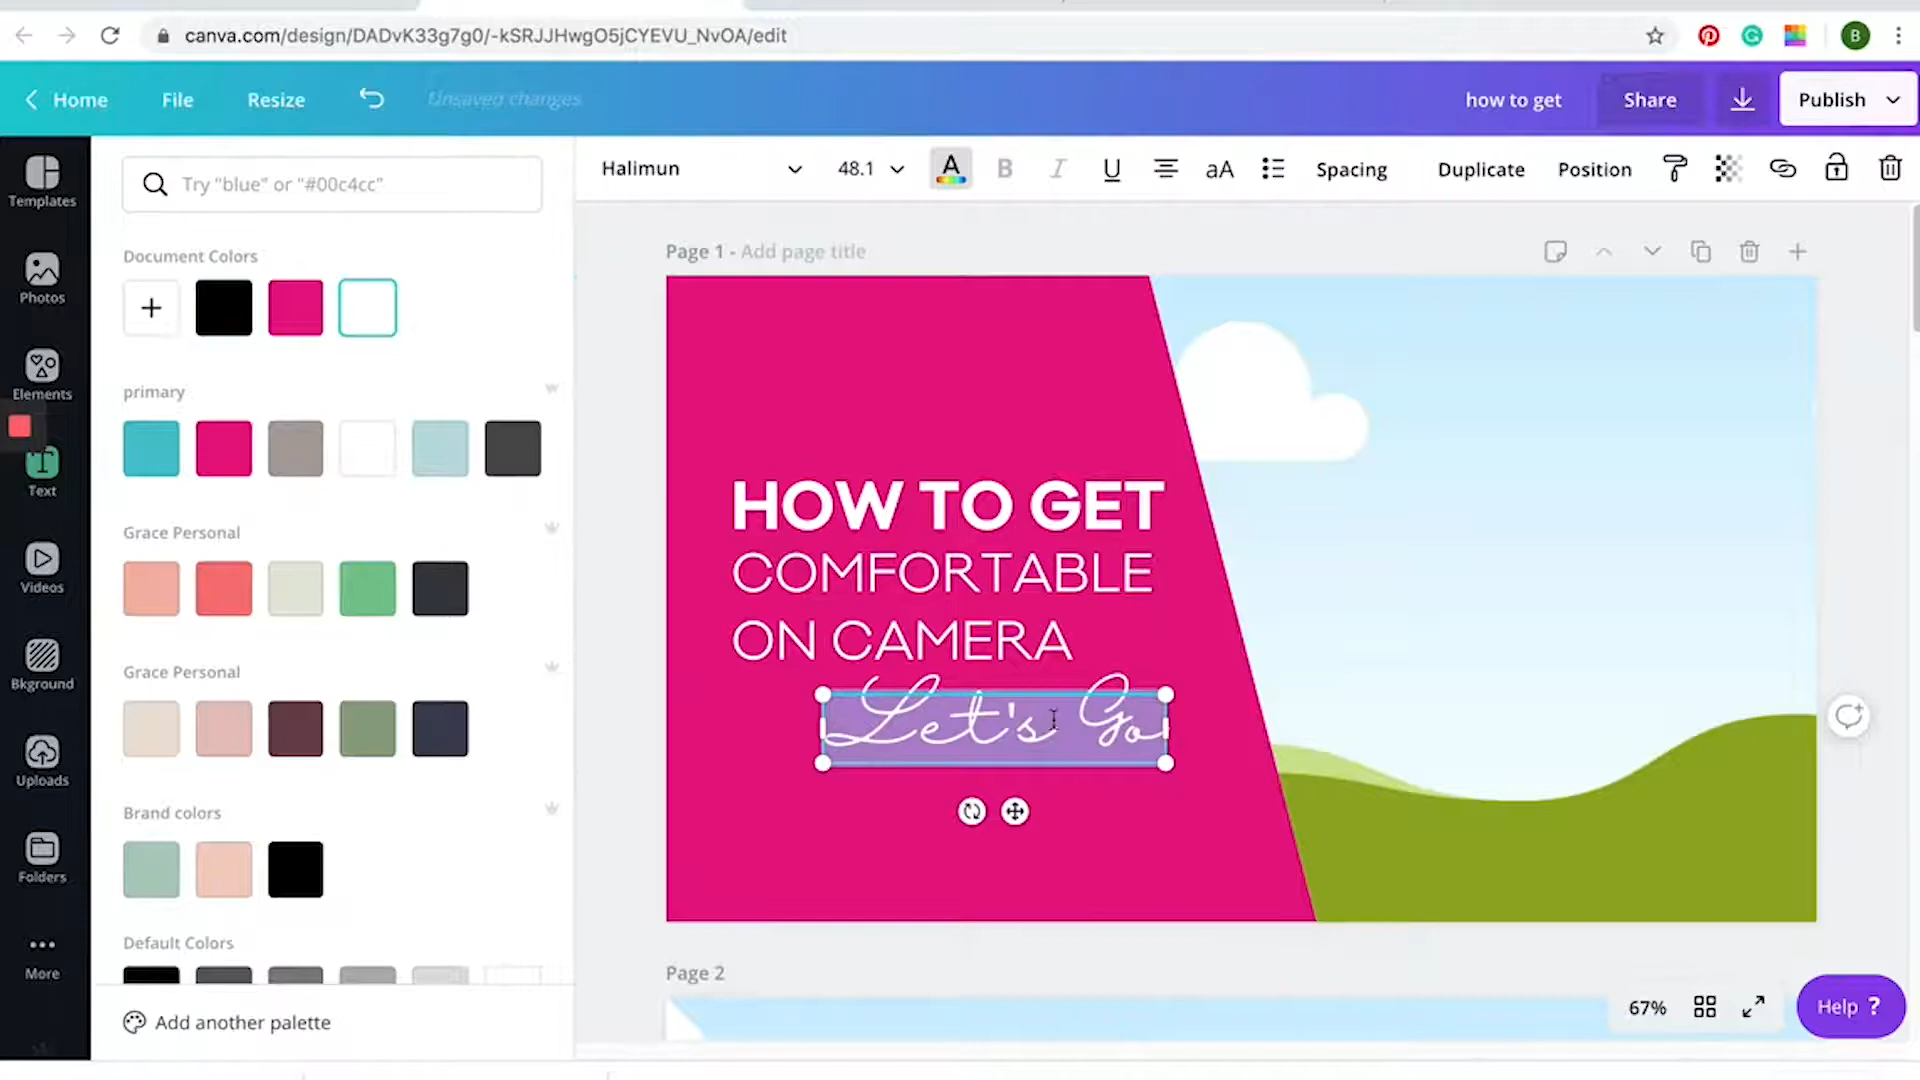 canva.com/design/DADvK33g7g0/-kSRJJHwgO5jCYEVU_NvOA/edit
B
Home File Resize Unsaved changes how to get Share Publish
Templates
Photos
Elements
Text
Videos
Bkground
Uploads
Folders
More
Try "blue" or "#00c4cc"
Document Colors
primary
Grace Personal
Grace Personal
Brand colors
Default Colors
Add another palette
Halimun 48.1 A B I U aA Spacing Duplicate Position
Page 1 - Add page title
HOW TO GET
COMFORTABLE
ON CAMERA
Let's Go
Page 2
67%
Help ?